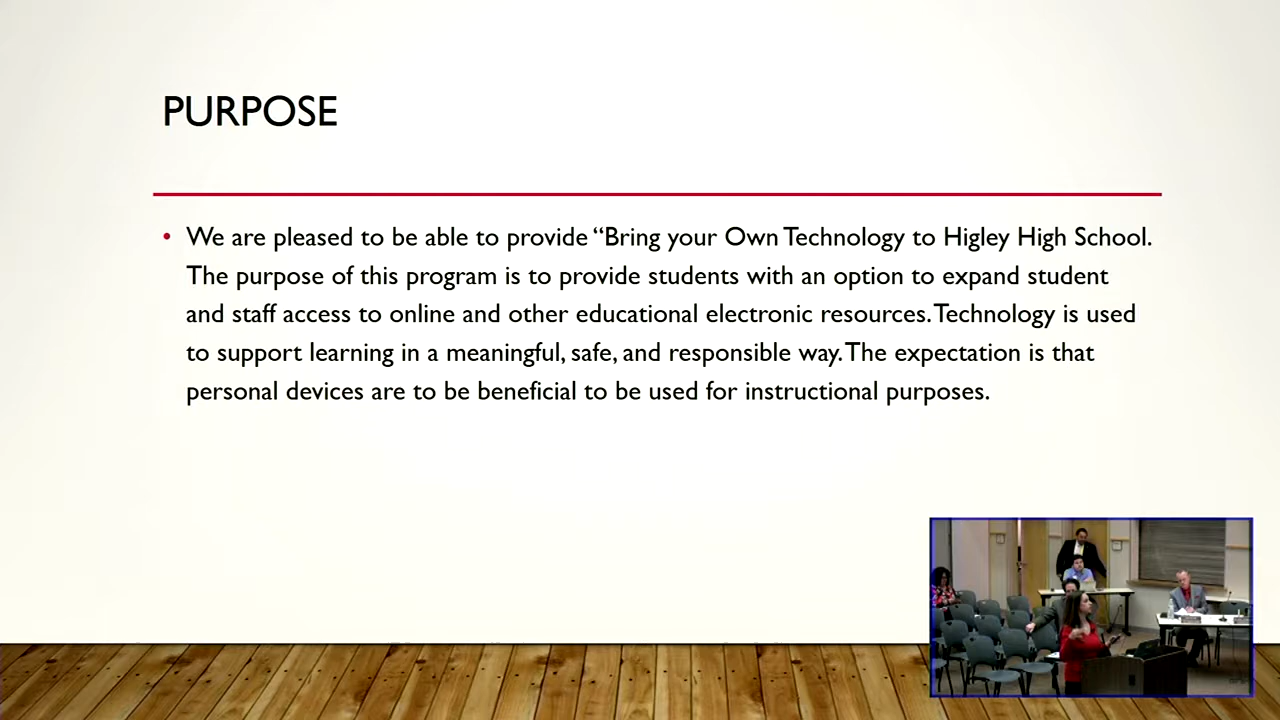 PURPOSE
• We are pleased to be able to provide “Bring your Own Technology to Higley High School.
The purpose of this program is to provide students with an option to expand student
and staff access to online and other educational electronic resources. Technology is used
to support learning in a meaningful, safe, and responsible way. The expectation is that
personal devices are to be beneficial to be used for instructional purposes.